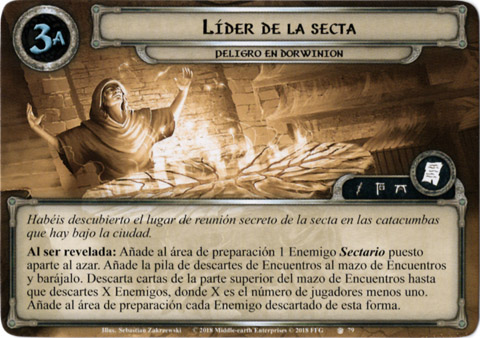 3A
LÍDER DE LA SECTA
PELIGRO EN DORWINION
Habéis descubierto el lugar de reunión secreto de la secta en las catacumbas
que hay bajo la ciudad.
Al ser revelada: Añade al área de preparación 1 Enemigo Sectario puesto
aparte al azar. Añade la pila de descartes de Encuentros al mazo de Encuentros
y barájalo. Descarta cartas de la parte superior del mazo de Encuentros hasta
que descartes X Enemigos, donde X es el número de jugadores menos uno.
Añade al área de preparación cada Enemigo descartado de esta forma.
Illus. Sebastian Zakrzewski © 2018 Middle-earth Enterprises © 2018 FFG 79